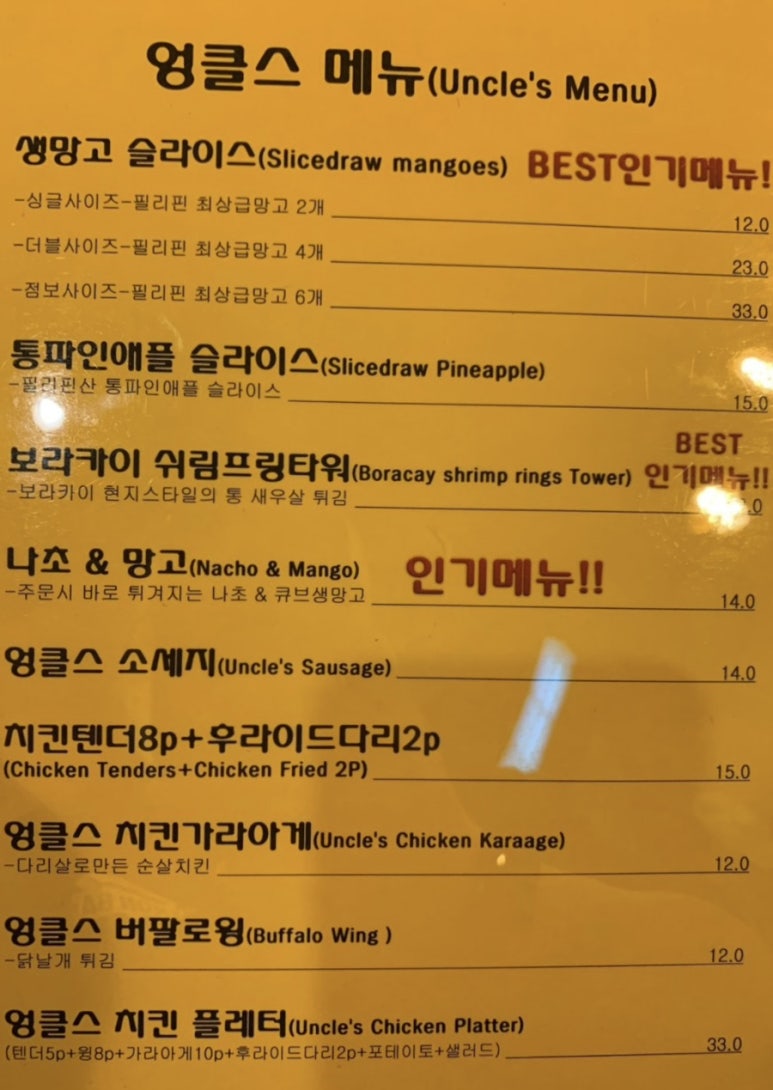 엉클스 메뉴(Uncle's Menu)
생망고 슬라이스(Slicedraw mangoes) BEST인기메뉴!
-싱글사이즈-필리핀 최상급망고 2개 12.0
-더블사이즈-필리핀 최상급망고 4개 23.0
-점보사이즈-필리핀 최상급망고 6개 33.0
통파인애플 슬라이스(Slicedraw Pineapple)
-필리핀산 통파인애플 슬라이스 15.0
BEST
보라카이 쉬림프링타워(Boracay shrimp rings Tower) 인기메뉴!!
-보라카이 현지스타일의 통 새우살 튀김
나초 & 망고(Nacho & Mango) 인기메뉴!!
-주문시 바로 튀겨지는 나초 & 큐브생망고 14.0
엉클스 소세지(Uncle's Sausage) 14.0
치킨텐더8p+후라이드다리2p
(Chicken Tenders+Chicken Fried 2P) 15.0
엉클스 치킨가라아게(Uncle's Chicken Karaage)
-다리살로만든 순살치킨 12.0
엉클스 버팔로윙(Buffalo Wing )
-닭날개 튀김 12.0
엉클스 치킨 플레터(Uncle's Chicken Platter)
(텐더5p+윙8p+가라아게10p+후라이드다리2p+포테이토+샐러드) 33.0